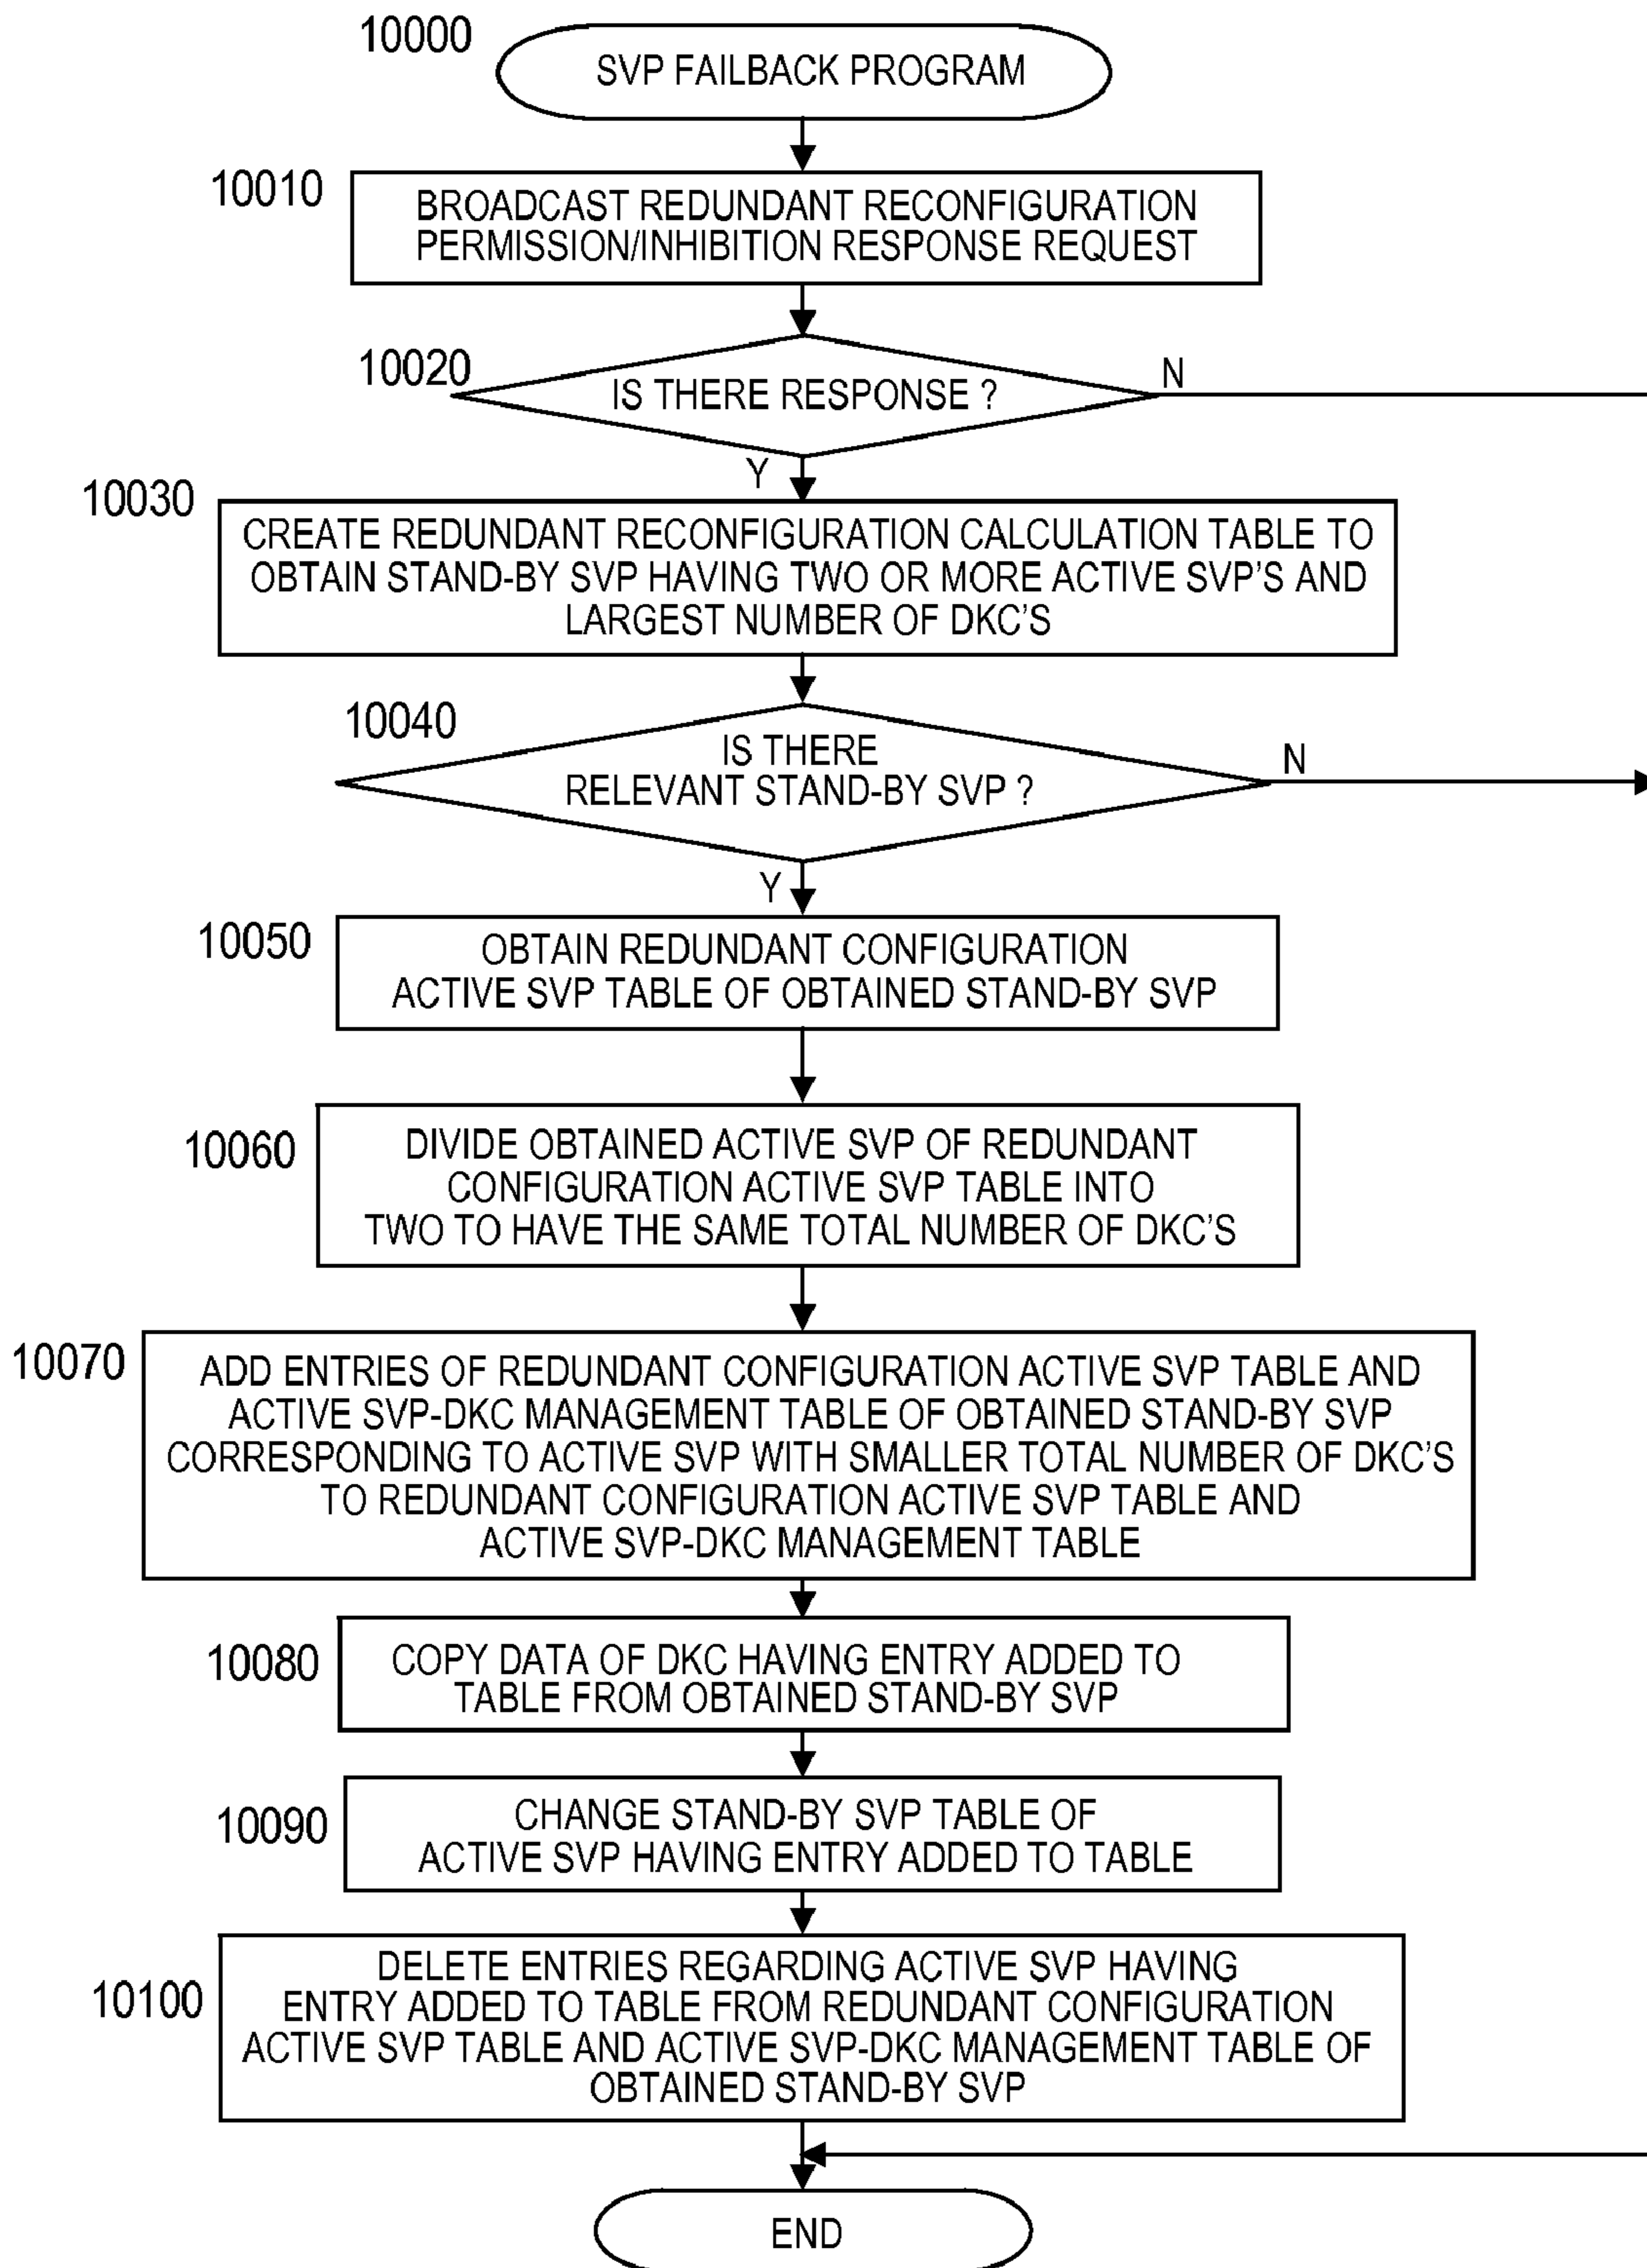 10000
SVP FAILBACK PROGRAM
10010
BROADCAST REDUNDANT RECONFIGURATION
PERMISSION/INHIBITION RESPONSE REQUEST
10020
IS THERE RESPONSE ?
N
Y
10030
CREATE REDUNDANT RECONFIGURATION CALCULATION TABLE TO
OBTAIN STAND-BY SVP HAVING TWO OR MORE ACTIVE SVP'S AND
LARGEST NUMBER OF DKC'S
10040
IS THERE
RELEVANT STAND-BY SVP ?
N
Y
10050
OBTAIN REDUNDANT CONFIGURATION
ACTIVE SVP TABLE OF OBTAINED STAND-BY SVP
10060
DIVIDE OBTAINED ACTIVE SVP OF REDUNDANT
CONFIGURATION ACTIVE SVP TABLE INTO
TWO TO HAVE THE SAME TOTAL NUMBER OF DKC'S
10070
ADD ENTRIES OF REDUNDANT CONFIGURATION ACTIVE SVP TABLE AND
ACTIVE SVP-DKC MANAGEMENT TABLE OF OBTAINED STAND-BY SVP
CORRESPONDING TO ACTIVE SVP WITH SMALLER TOTAL NUMBER OF DKC'S
TO REDUNDANT CONFIGURATION ACTIVE SVP TABLE AND
ACTIVE SVP-DKC MANAGEMENT TABLE
10080
COPY DATA OF DKC HAVING ENTRY ADDED TO
TABLE FROM OBTAINED STAND-BY SVP
10090
CHANGE STAND-BY SVP TABLE OF
ACTIVE SVP HAVING ENTRY ADDED TO TABLE
10100
DELETE ENTRIES REGARDING ACTIVE SVP HAVING
ENTRY ADDED TO TABLE FROM REDUNDANT CONFIGURATION
ACTIVE SVP TABLE AND ACTIVE SVP-DKC MANAGEMENT TABLE OF
OBTAINED STAND-BY SVP
END